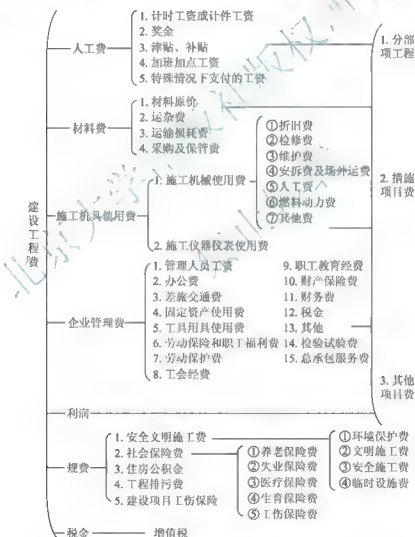 建设工程费
人工费
1. 计时工资或计件工资
2. 奖金
3. 津贴、补贴
4. 加班加点工资
5. 特殊情况下支付的工资
材料费
1. 材料原价
2. 运杂费
3. 运输损耗费
4. 采购及保管费
施工机具使用费
1. 施工机械使用费
①折旧费
②检修费
③维护费
④安拆费及场外运费
⑤人工费
⑥燃料动力费
⑦其他费
2. 施工仪器仪表使用费
企业管理费
1. 管理人员工资
2. 办公费
3. 差旅交通费
4. 固定资产使用费
5. 工具用具使用费
6. 劳动保险和职工福利费
7. 劳动保护费
8. 工会经费
9. 职工教育经费
10. 财产保险费
11. 财务费
12. 税金
13. 其他
14. 检验试验费
15. 总承包服务费
利润
规费
1. 安全文明施工费
2. 社会保险费
3. 住房公积金
4. 工程排污费
5. 建设项目工伤保险
①养老保险费
②失业保险费
③医疗保险费
④生育保险费
⑤工伤保险费
①环境保护费
②文明施工费
③安全施工费
④临时设施费
税金
增值税
1. 分部
项工程
2. 措施
项目费
3. 其他
项目费
北京大学出版社版权所有